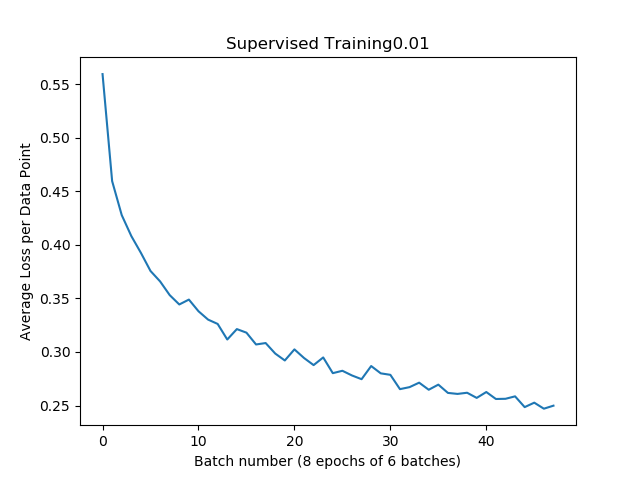 Supervised Training0.01
Average Loss per Data Point
0.55
0.50
0.45
0.40
0.35
0.30
0.25
0 10 20 30 40
Batch number (8 epochs of 6 batches)